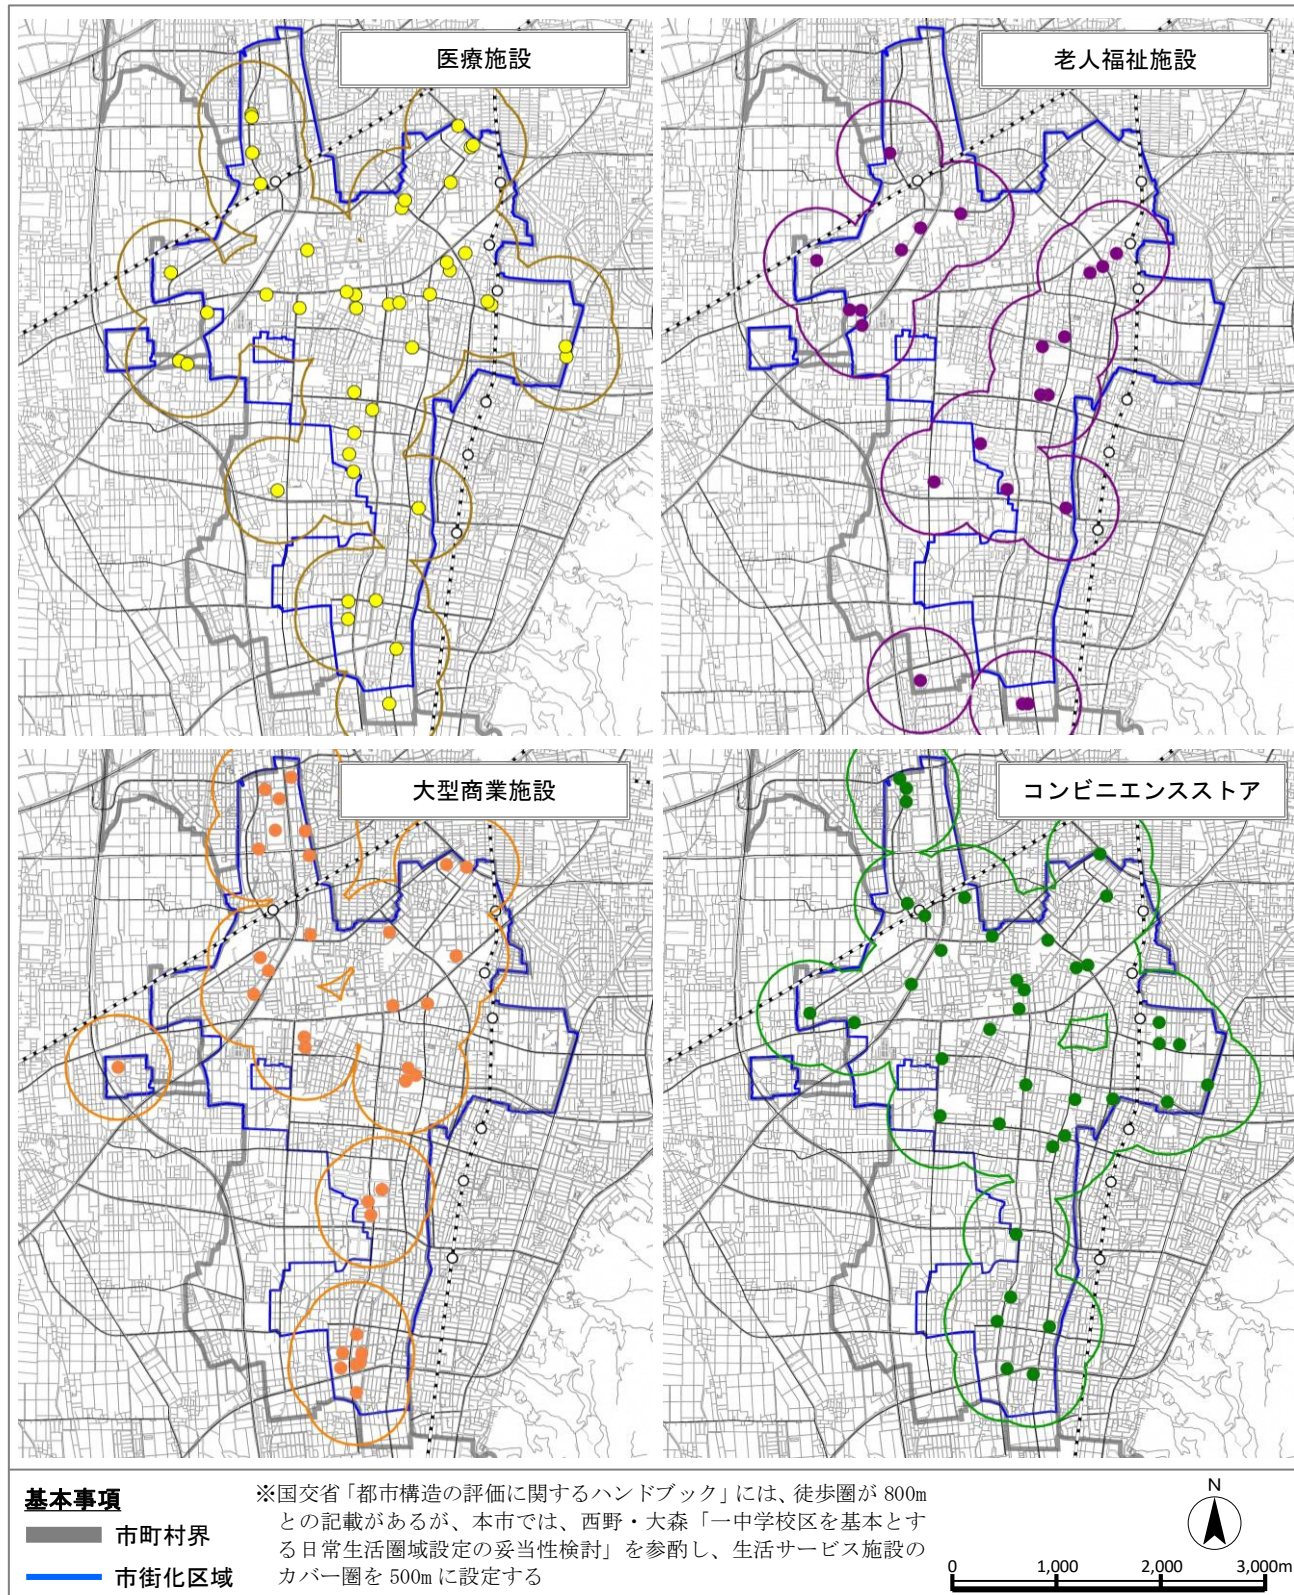 医療施設
老人福祉施設
大型商業施設
コンビニエンスストア
基本事項
市町村界
市街化区域
※国交省「都市構造の評価に関するハンドブック」には、徒歩圏が 800m
との記載があるが、本市では、西野・大森「一中学校区を基本とす
る日常生活圏域設定の妥当性検討」を参酌し、生活サービス施設の
カバー圏を 500m に設定する
N
0 1,000 2,000 3,000m